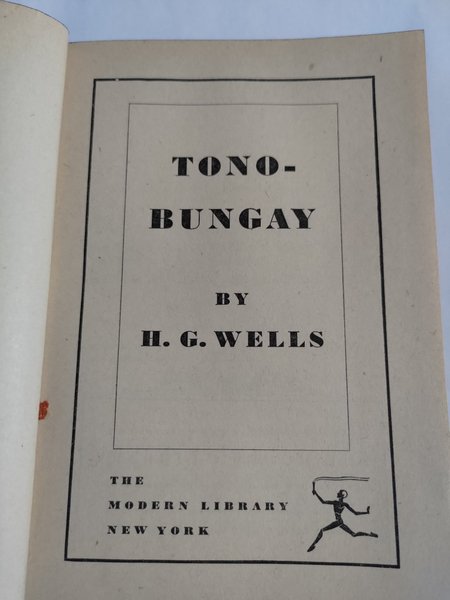 TONO-
BUNGAY
BY
H. G. WELLS
THE
MODERN LIBRARY
NEW YORK